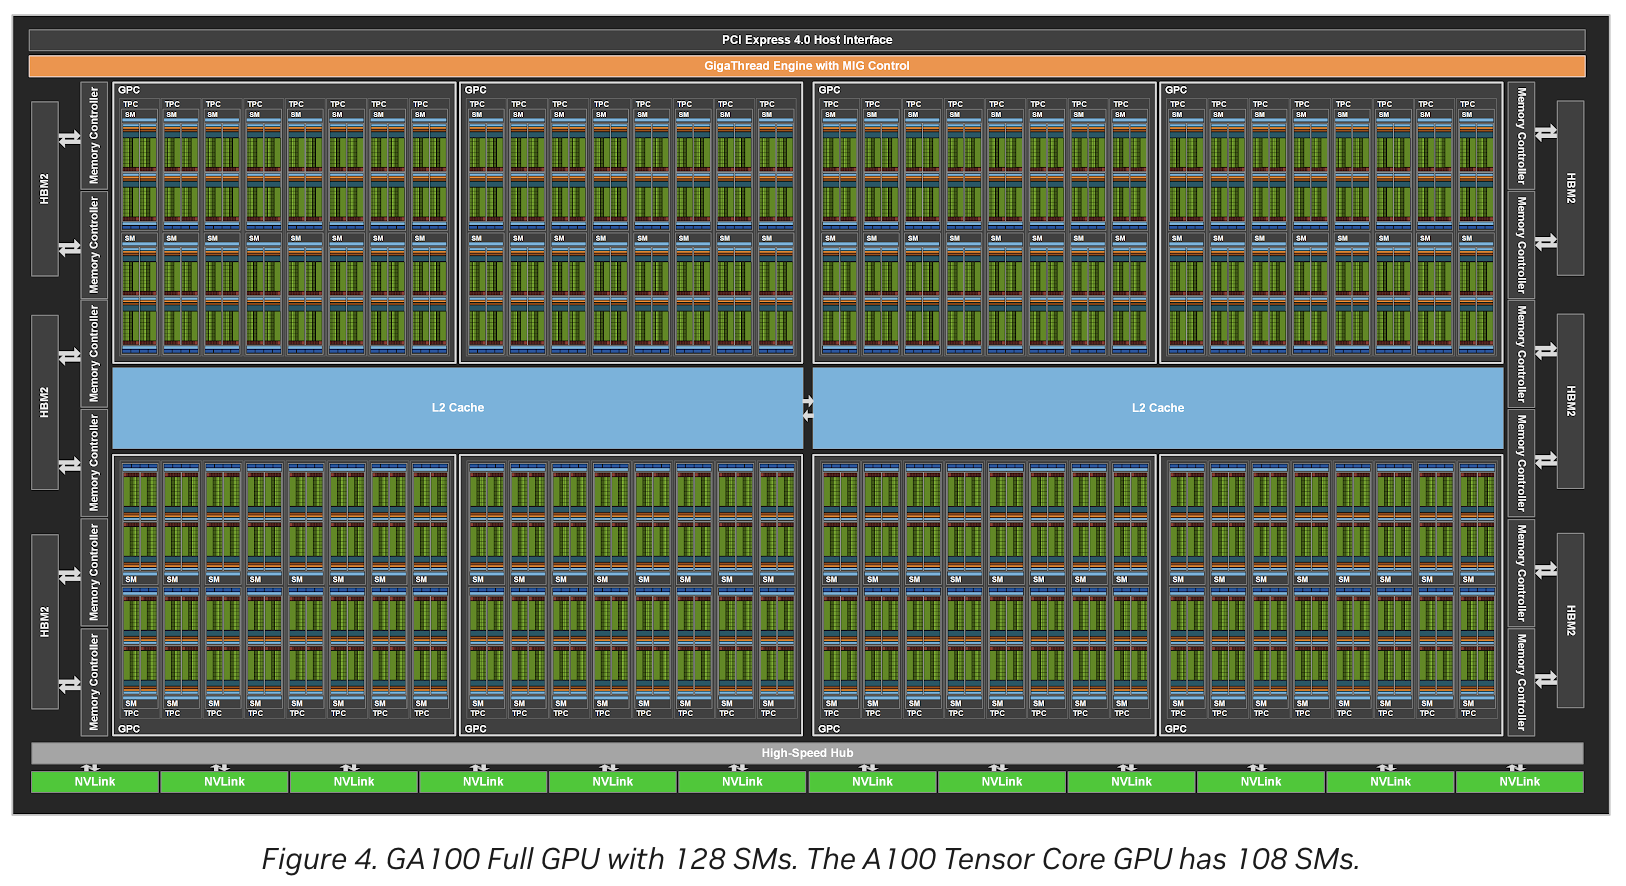 PCI Express 4.0 Host Interface
GigaThread Engine with MIG Control
GPC GPC GPC GPC
TPC TPC TPC TPC TPC TPC TPC TPC TPC TPC TPC TPC TPC TPC TPC TPC TPC TPC TPC TPC TPC TPC TPC TPC TPC TPC TPC TPC TPC TPC TPC TPC
SM SM SM SM SM SM SM SM SM SM SM SM SM SM SM SM SM SM SM SM SM SM SM SM SM SM SM SM SM SM SM SM
SM SM SM SM SM SM SM SM SM SM SM SM SM SM SM SM SM SM SM SM SM SM SM SM SM SM SM SM SM SM SM SM
HBM2
HBM2
HBM2
Memory Controller
Memory Controller
Memory Controller
Memory Controller
Memory Controller
Memory Controller
L2 Cache L2 Cache
Memory Controller
Memory Controller
Memory Controller
Memory Controller
Memory Controller
Memory Controller
HBM2
HBM2
HBM2
SM SM SM SM SM SM SM SM SM SM SM SM SM SM SM SM SM SM SM SM SM SM SM SM SM SM SM SM SM SM SM SM
SM SM SM SM SM SM SM SM SM SM SM SM SM SM SM SM SM SM SM SM SM SM SM SM SM SM SM SM SM SM SM SM
TPC TPC TPC TPC TPC TPC TPC TPC TPC TPC TPC TPC TPC TPC TPC TPC TPC TPC TPC TPC TPC TPC TPC TPC TPC TPC TPC TPC TPC TPC TPC TPC
GPC GPC GPC GPC
High-Speed Hub
NVLink NVLink NVLink NVLink NVLink NVLink NVLink NVLink NVLink NVLink NVLink NVLink
Figure 4. GA100 Full GPU with 128 SMs. The A100 Tensor Core GPU has 108 SMs.